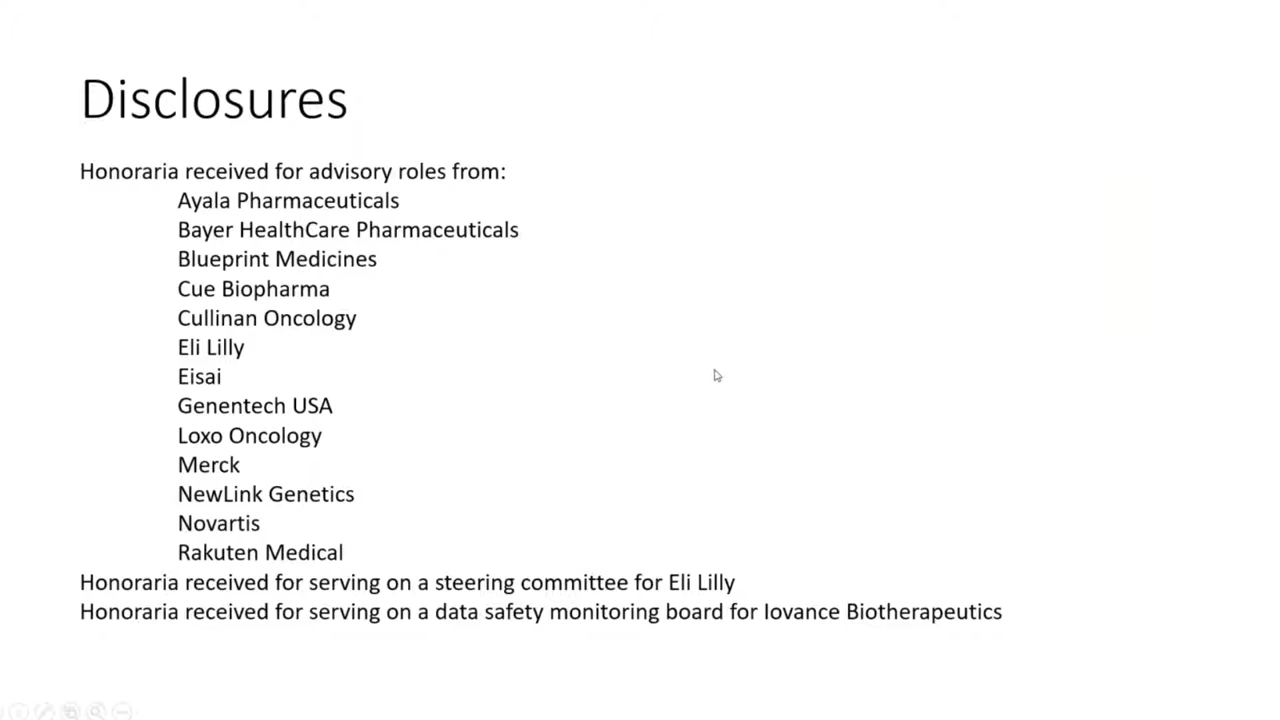 Disclosures
Honoraria received for advisory roles from:
Ayala Pharmaceuticals
Bayer HealthCare Pharmaceuticals
Blueprint Medicines
Cue Biopharma
Cullinan Oncology
Eli Lilly
Eisai
Genentech USA
Loxo Oncology
Merck
NewLink Genetics
Novartis
Rakuten Medical
Honoraria received for serving on a steering committee for Eli Lilly
Honoraria received for serving on a data safety monitoring board for Iovance Biotherapeutics